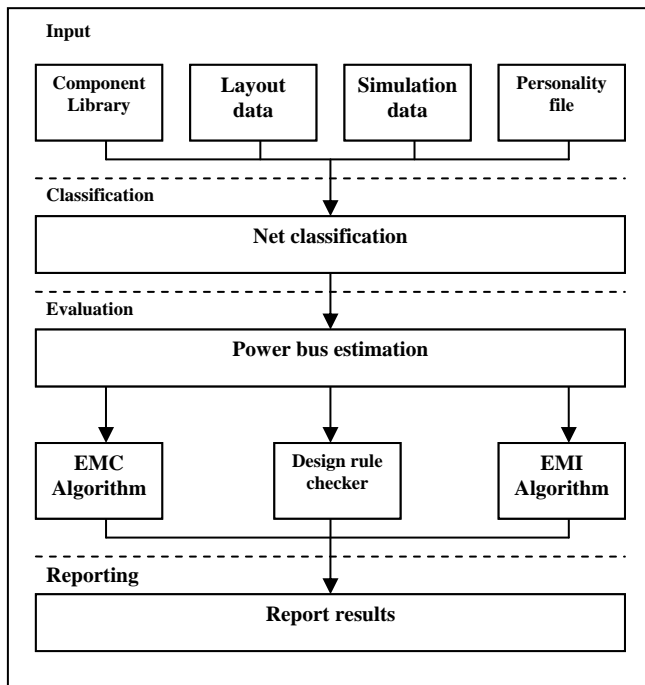 Input
Component
Library
Layout
data
Simulation
data
Personality
file
Classification
Net classification
Evaluation
Power bus estimation
EMC
Algorithm
Design rule
checker
EMI
Algorithm
Reporting
Report results